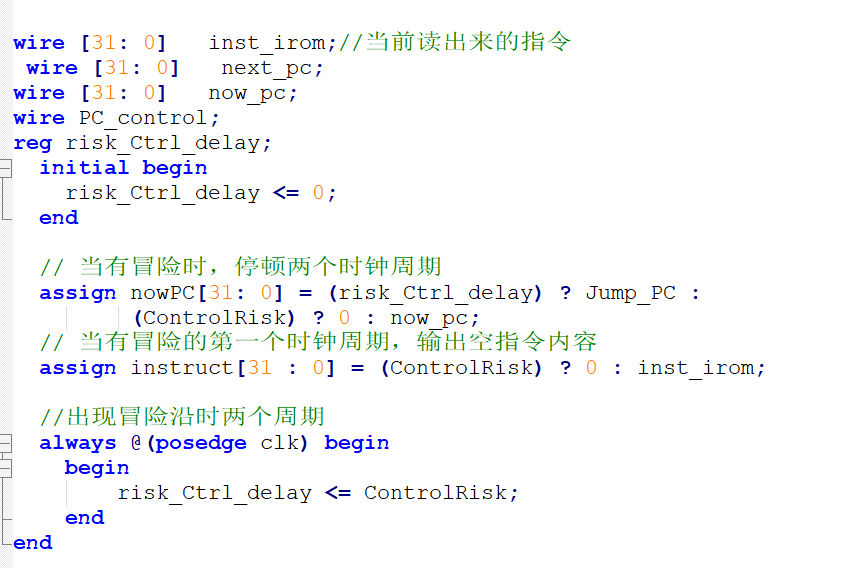 wire [31: 0]   inst_irom;//当前读出来的指令
 wire [31: 0]   next_pc;
wire [31: 0]   now_pc;
wire PC_control;
reg risk_Ctrl_delay;
  initial begin
    risk_Ctrl_delay <= 0;
  end
  // 当有冒险时，停顿两个时钟周期
  assign nowPC[31: 0] = (risk_Ctrl_delay) ? Jump_PC :
         (ControlRisk) ? 0 : now_pc;
  // 当有冒险的第一个时钟周期，输出空指令内容
  assign instruct[31 : 0] = (ControlRisk) ? 0 : inst_irom;
  //出现冒险沿时两个周期
  always @(posedge clk) begin
    begin
        risk_Ctrl_delay <= ControlRisk;
    end
end